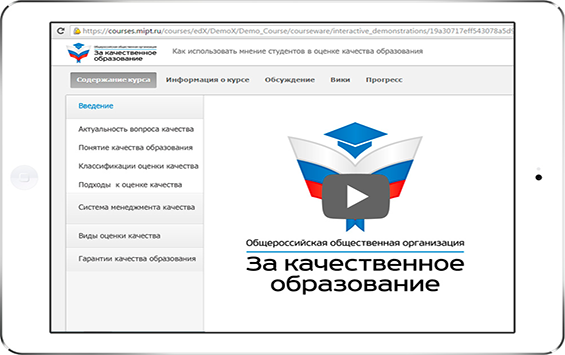 https://courses.mipt.ru/courses/edX/DemoX/Demo_Course/courseware/interactive_demonstrations/19a30717eff543078a5d9
Общероссийская общественная организация
За качественное
образование
Как использовать мнение студентов в оценке качества образования
Содержание курса Информация о курсе Обсуждение Вики Прогресс
Введение
Актуальность вопроса качества
Понятие качества образования
Классификации оценки качества
Подходы к оценке качества
Система менеджмента качества
Виды оценки качества
Гарантии качества образования
Общероссийская общественная организация
За качественное
образование